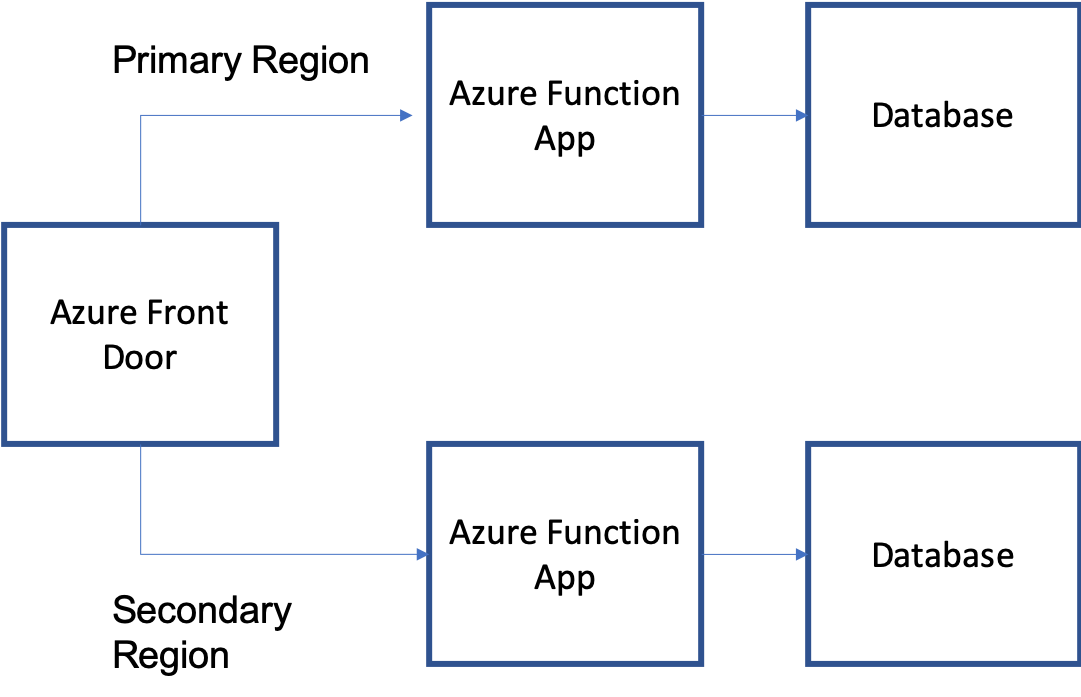 Primary Region
Azure Function
App
Database
Azure Front
Door
Azure Function
App
Database
Secondary
Region